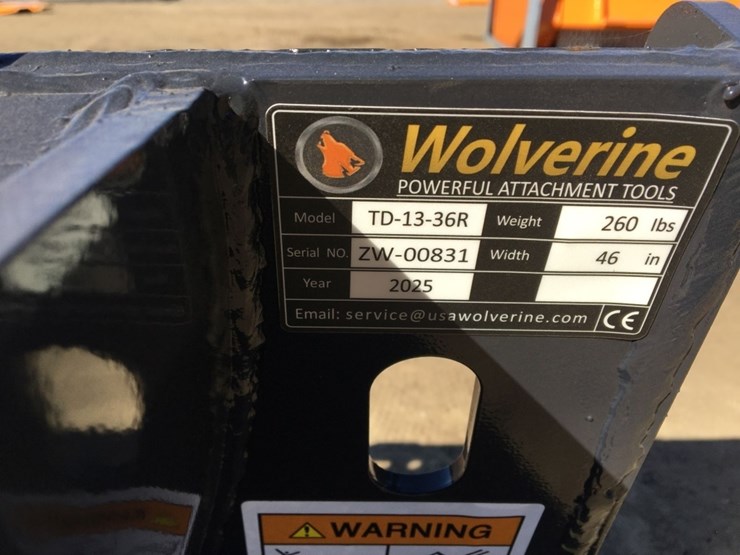 Wolverine
POWERFUL ATTACHMENT TOOLS
Model TD-13-36R Weight 260 lbs
Serial NO. ZW-00831 Width 46 in
Year 2025
Email: service@usawolverine.com CE
WARNING